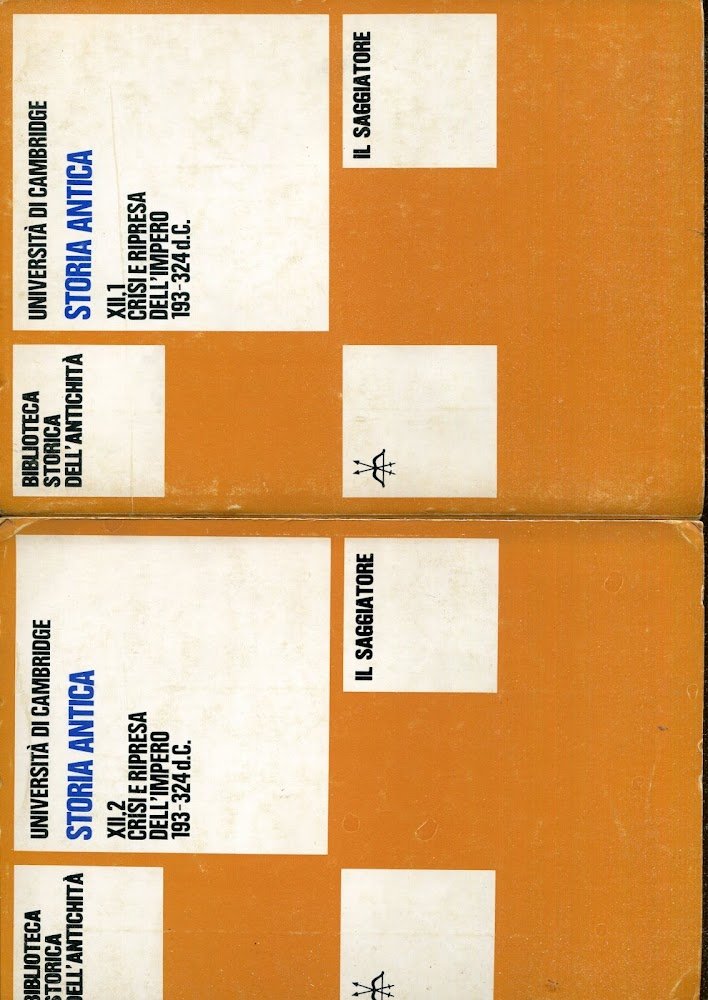 BIBLIOTECA
STORICA
DELL'ANTICHITÀ
UNIVERSITÀ DI CAMBRIDGE
STORIA ANTICA
XII.1
CRISI E RIPRESA
DELL'IMPERO
193-324 d.C.
IL SAGGIATORE
BIBLIOTECA
STORICA
DELL'ANTICHITÀ
UNIVERSITÀ DI CAMBRIDGE
STORIA ANTICA
XII.2
CRISI E RIPRESA
DELL'IMPERO
193-324 d.C.
IL SAGGIATORE